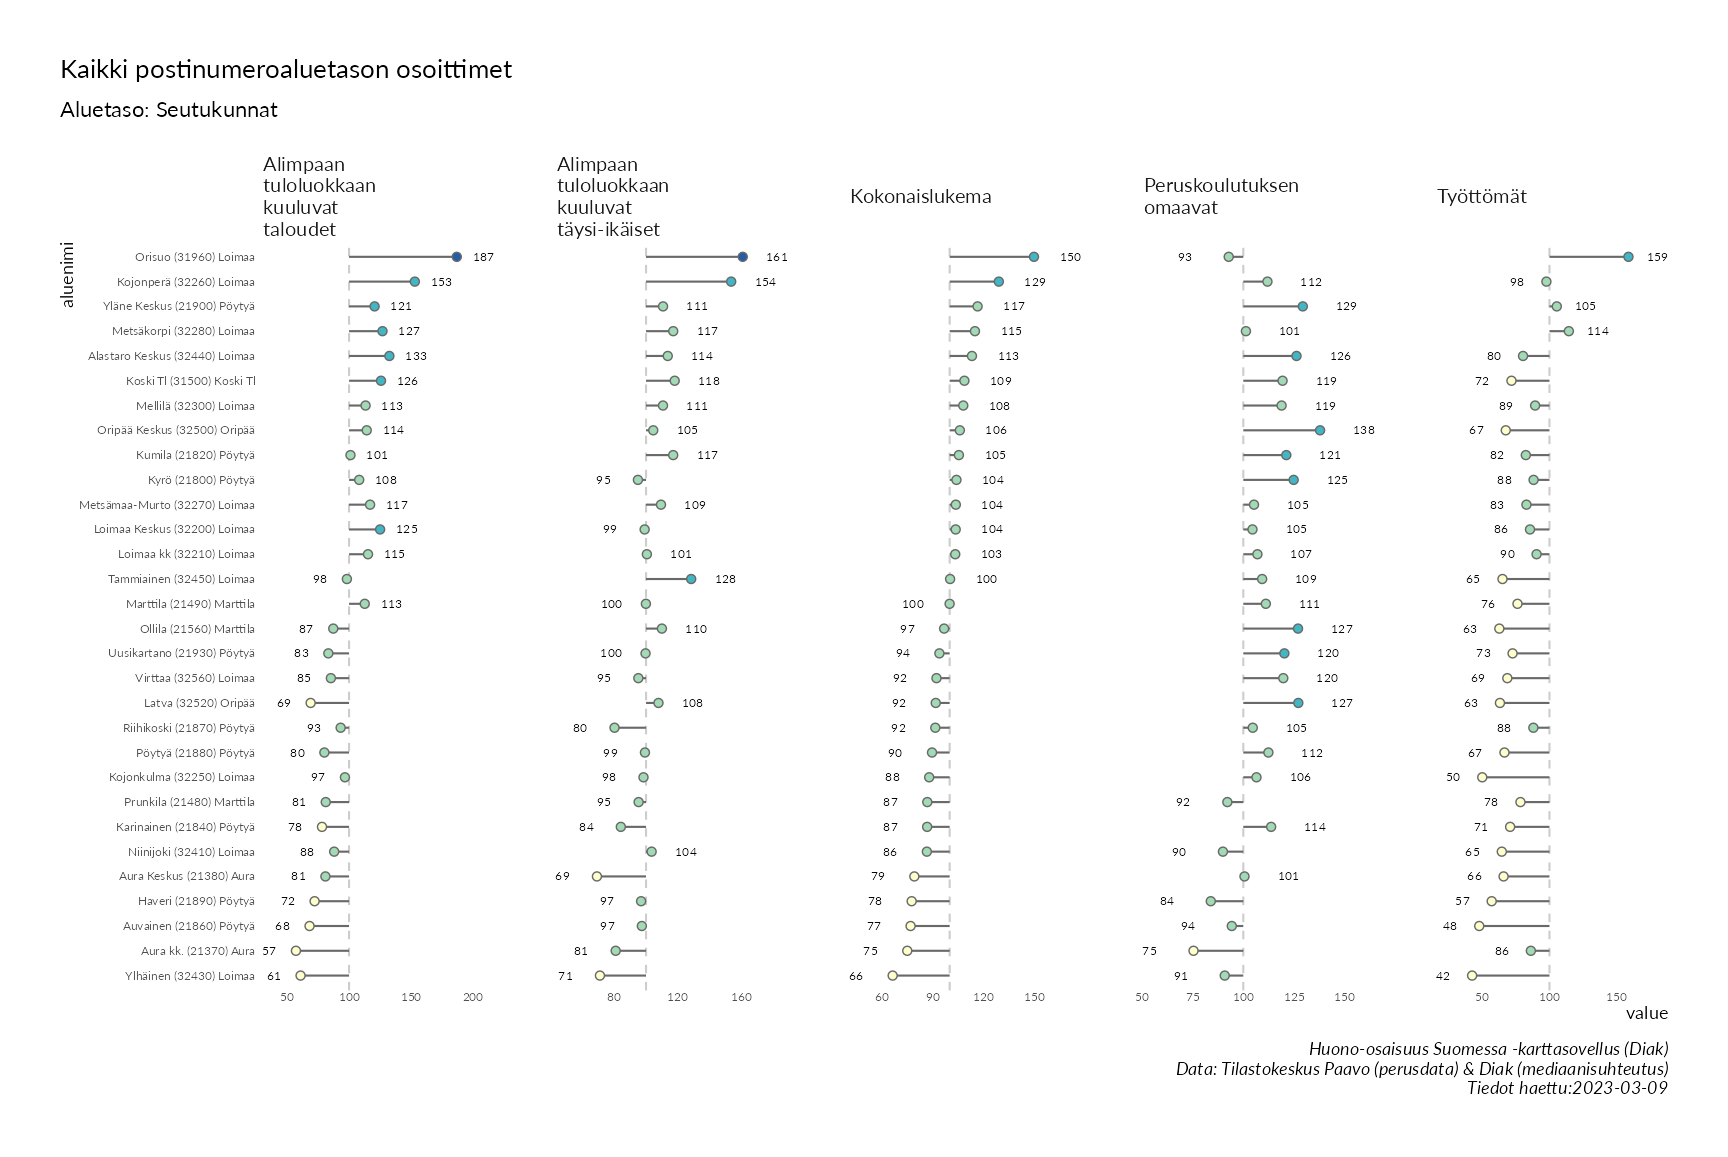 Kaikki postinumeroaluetason osoittimet
Aluetaso: Seutukunnat
Alimpaan
tuloluokkaan
kuuluvat
taloudet
Alimpaan
tuloluokkaan
kuuluvat
täysi-ikäiset
Kokonaislukema
Peruskoulutuksen
omaavat
Työttömät
aluenimi
Orisuo (31960) Loimaa 187 161 150 93 159
Kojonperä (32260) Loimaa 153 154 129 112 98
Yläne Keskus (21900) Pöytyä 121 111 117 129 105
Metsäkorpi (32280) Loimaa 127 117 115 101 114
Alastaro Keskus (32440) Loimaa 133 114 113 126 80
Koski Tl (31500) Koski Tl 126 118 109 119 72
Mellilä (32300) Loimaa 113 111 108 119 89
Oripää Keskus (32500) Oripää 114 105 106 138 67
Kumila (21820) Pöytyä 101 117 105 121 82
Kyrö (21800) Pöytyä 108 95 104 125 88
Metsämaa-Murto (32270) Loimaa 117 109 104 105 83
Loimaa Keskus (32200) Loimaa 125 99 104 105 86
Loimaa kk (32210) Loimaa 115 101 103 107 90
Tammiainen (32450) Loimaa 98 128 100 109 65
Marttila (21490) Marttila 113 100 100 111 76
Ollila (21560) Marttila 87 110 97 127 63
Uusikartano (21930) Pöytyä 83 100 94 120 73
Virttaa (32560) Loimaa 85 95 92 120 69
Latva (32520) Oripää 69 108 92 127 63
Riihikoski (21870) Pöytyä 93 80 92 105 88
Pöytyä (21880) Pöytyä 80 99 90 112 67
Kojonkulma (32250) Loimaa 97 98 88 106 50
Prunkila (21480) Marttila 81 95 87 92 78
Karinainen (21840) Pöytyä 78 84 87 114 71
Niinijoki (32410) Loimaa 88 104 86 90 65
Aura Keskus (21380) Aura 81 69 79 101 66
Haveri (21890) Pöytyä 72 97 78 84 57
Auvainen (21860) Pöytyä 68 97 77 94 48
Aura kk. (21370) Aura 57 81 75 75 86
Ylhäinen (32430) Loimaa 61 71 66 91 42
50 100 150 200 80 120 160 60 90 120 150 50 75 100 125 150 50 100 150
value
Huono-osaisuus Suomessa -karttasovellus (Diak)
Data: Tilastokeskus Paavo (perusdata) & Diak (mediaanisuhteutus)
Tiedot haettu:2023-03-09